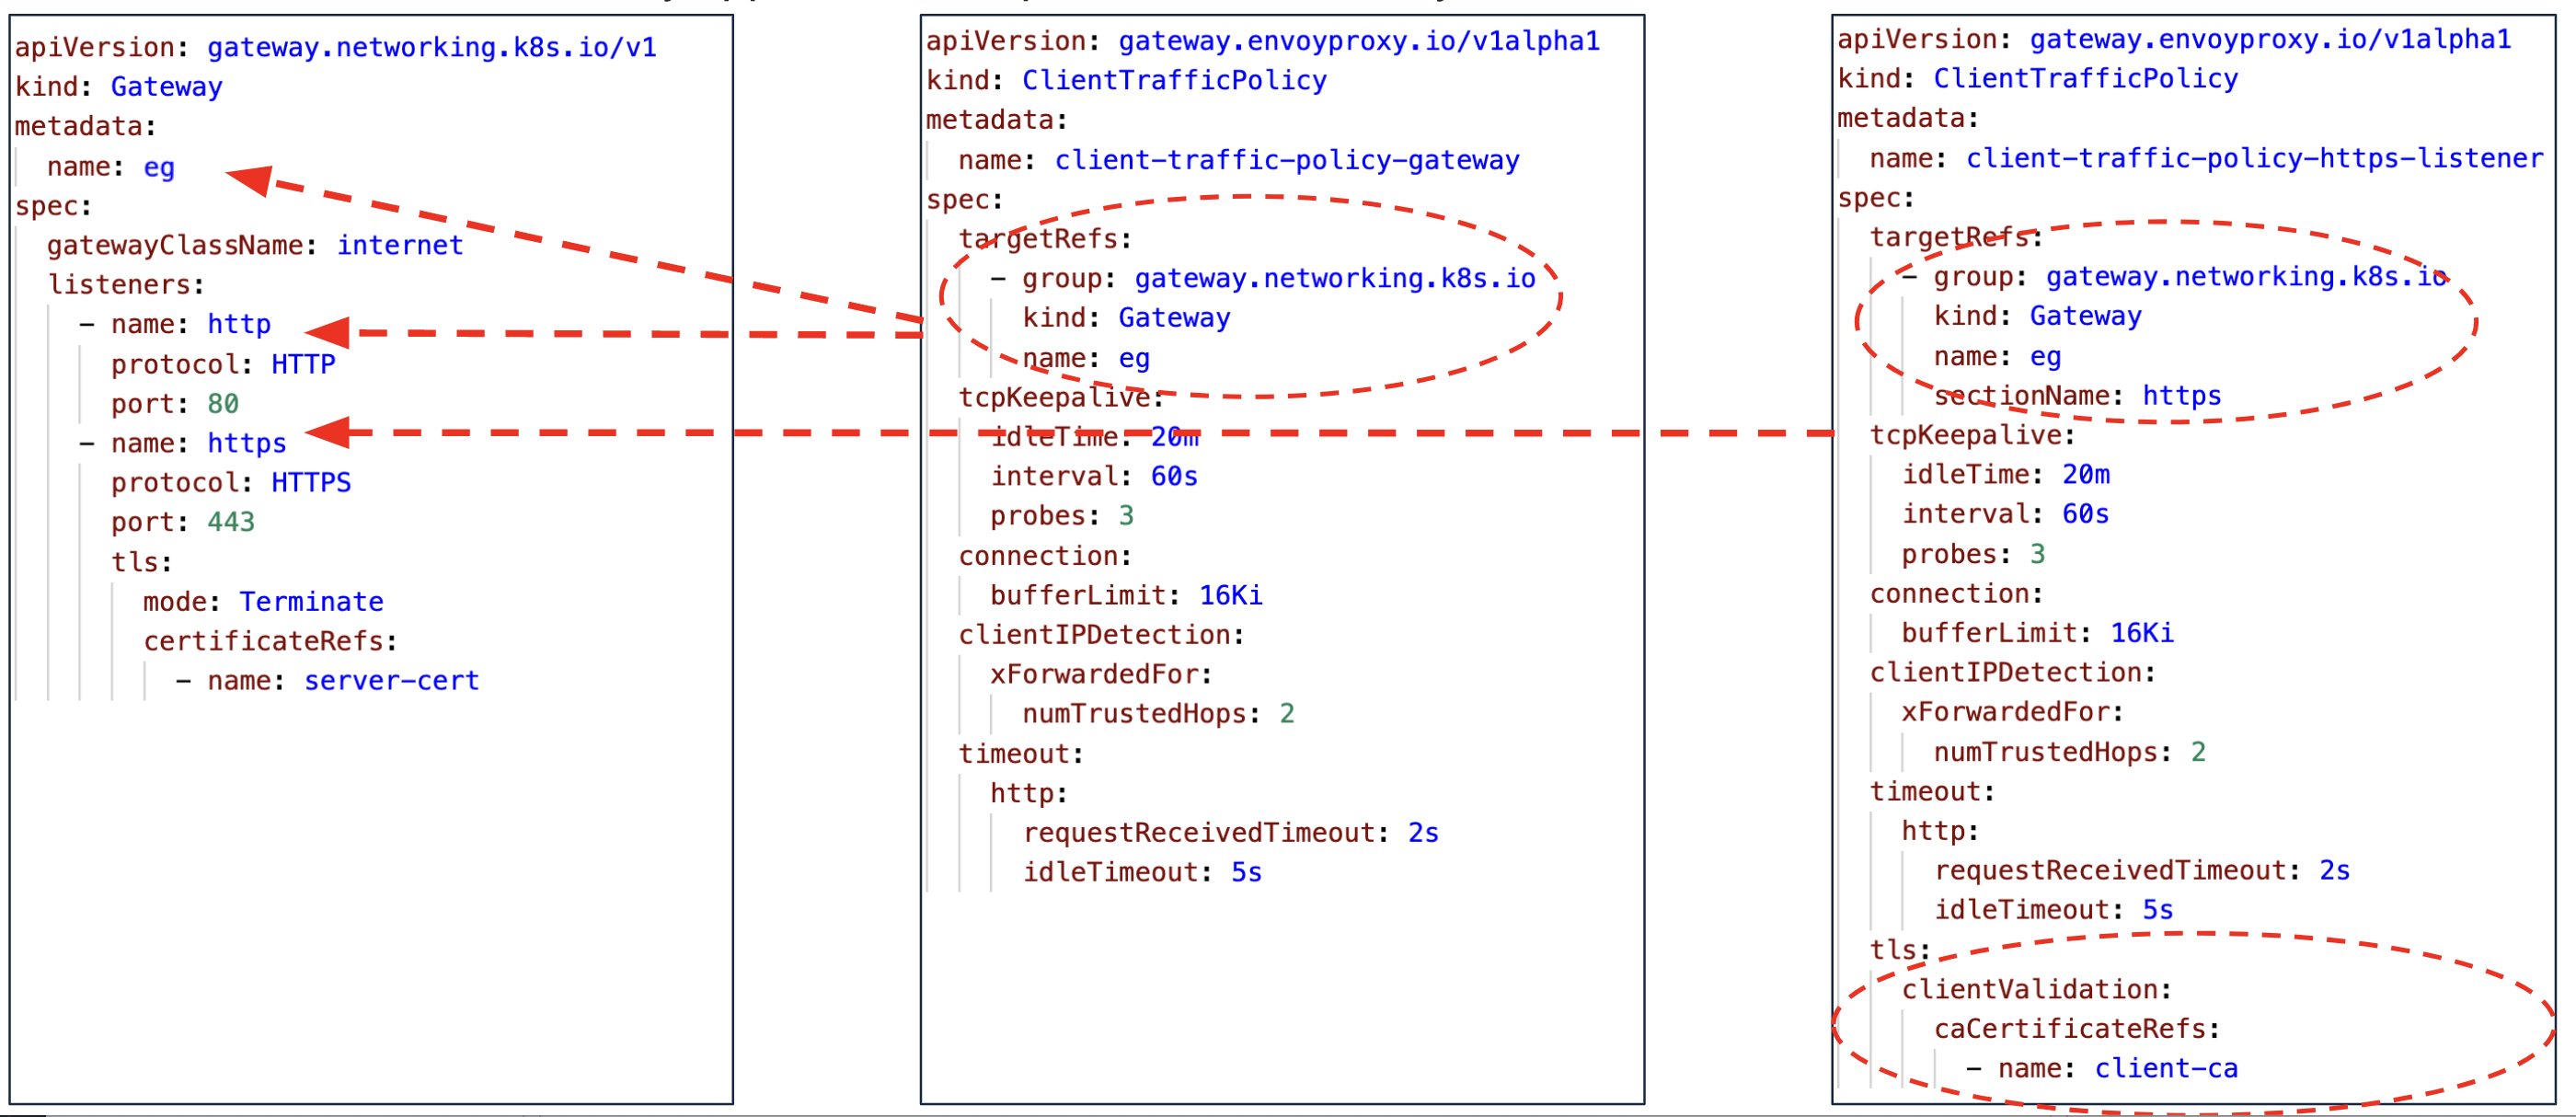 apiVersion: gateway.networking.k8s.io/v1
kind: Gateway
metadata:
  name: eg
spec:
  gatewayClassName: internet
  listeners:
    - name: http
      protocol: HTTP
      port: 80
    - name: https
      protocol: HTTPS
      port: 443
      tls:
        mode: Terminate
        certificateRefs:
          - name: server-cert
apiVersion: gateway.envoyproxy.io/v1alpha1
kind: ClientTrafficPolicy
metadata:
  name: client-traffic-policy-gateway
spec:
  targetRefs:
    - group: gateway.networking.k8s.io
      kind: Gateway
      name: eg
  tcpKeepalive:
    idleTime: 20m
    interval: 60s
    probes: 3
  connection:
    bufferLimit: 16Ki
  clientIPDetection:
    xForwardedFor:
      numTrustedHops: 2
  timeout:
    http:
      requestReceivedTimeout: 2s
      idleTimeout: 5s
apiVersion: gateway.envoyproxy.io/v1alpha1
kind: ClientTrafficPolicy
metadata:
  name: client-traffic-policy-https-listener
spec:
  targetRefs:
    - group: gateway.networking.k8s.io
      kind: Gateway
      name: eg
      sectionName: https
  tcpKeepalive:
    idleTime: 20m
    interval: 60s
    probes: 3
  connection:
    bufferLimit: 16Ki
  clientIPDetection:
    xForwardedFor:
      numTrustedHops: 2
  timeout:
    http:
      requestReceivedTimeout: 2s
      idleTimeout: 5s
  tls:
    clientValidation:
      caCertificateRefs:
        - name: client-ca